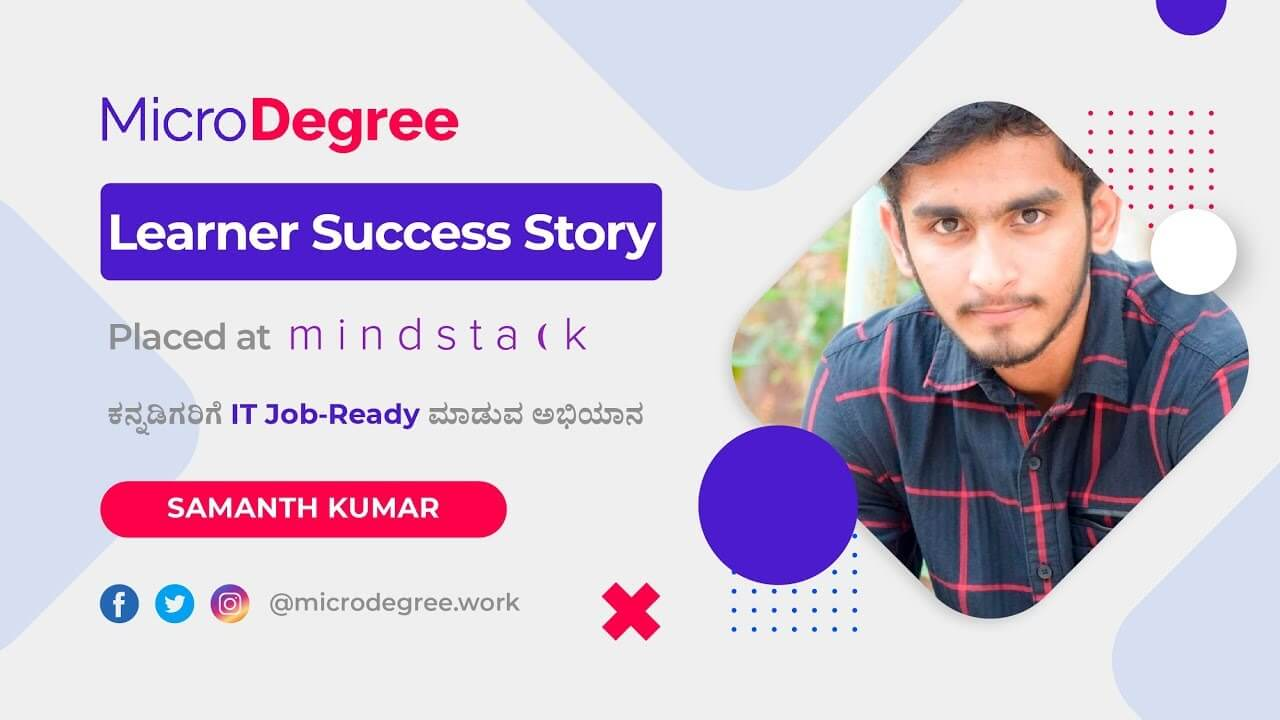 MicroDegree
Learner Success Story
Placed at mindstack
ಕನ್ನಡಿಗರಿಗೆ IT Job-Ready ಮಾಡುವ ಅಭಿಯಾನ
SAMANTH KUMAR
@microdegree.work